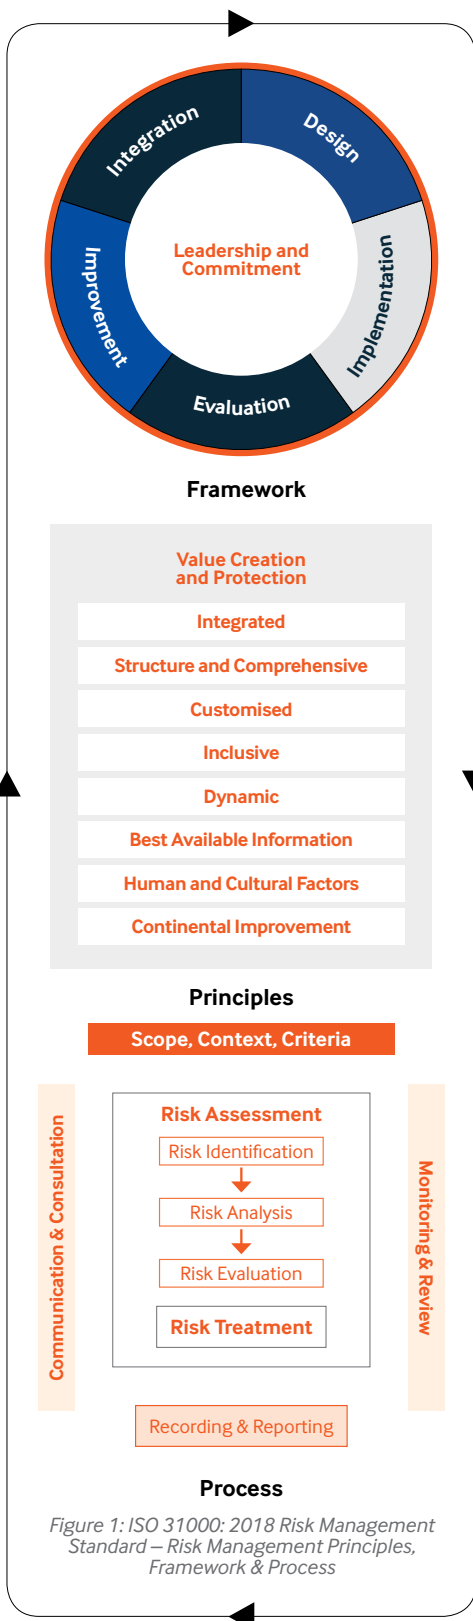 Integration
Design
Leadership and
Commitment
Improvement
Implementation
Evaluation
Framework
Value Creation
and Protection
Integrated
Structure and Comprehensive
Customised
Inclusive
Dynamic
Best Available Information
Human and Cultural Factors
Continental Improvement
Principles
Scope, Context, Criteria
Communication & Consultation
Risk Assessment
Risk Identification
Risk Analysis
Risk Evaluation
Risk Treatment
Monitoring & Review
Recording & Reporting
Process
Figure 1: ISO 31000: 2018 Risk Management
Standard – Risk Management Principles,
Framework & Process